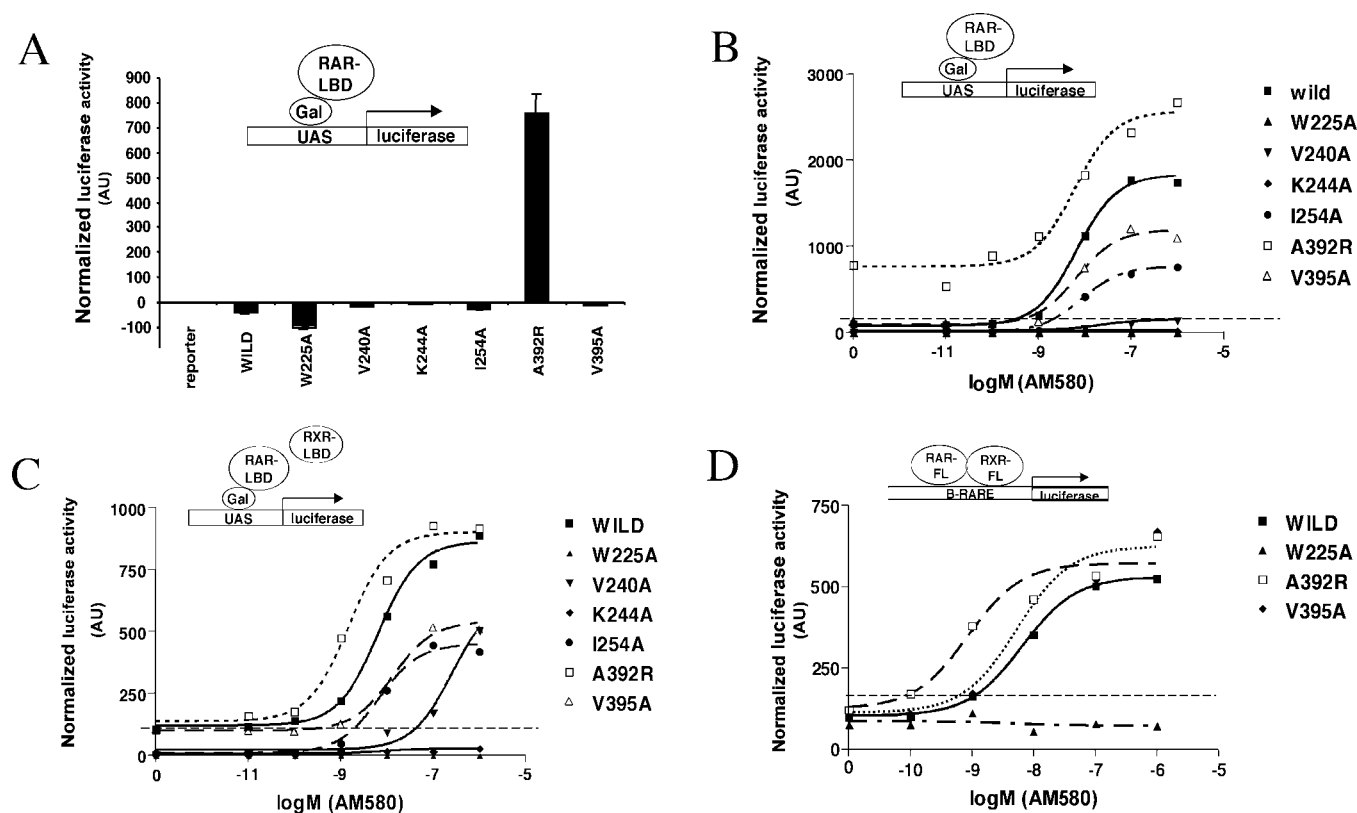 A
Normalized luciferase activity
(AU)
900
800
700
600
500
400
300
200
100
0
-100
RAR-
LBD
Gal
UAS
luciferase
reporter
WILD
W225A
V240A
K244A
I254A
A392R
V395A
B
Normalized luciferase activity
(AU)
RAR-
LBD
Gal
UAS
luciferase
3000
2000
1000
0
0
-11
-9
-7
-5
logM (AM580)
wild
W225A
V240A
K244A
I254A
A392R
V395A
C
Normalized luciferase activity
(AU)
RXR-
LBD
RAR-
LBD
Gal
UAS
luciferase
1000
750
500
250
0
0
-11
-9
-7
-5
logM (AM580)
WILD
W225A
V240A
K244A
I254A
A392R
V395A
D
Normalized luciferase activity
(AU)
RAR-
FL
RXR-
FL
B-RARE
luciferase
750
500
250
0
0
-10
-9
-8
-7
-6
-5
logM (AM580)
WILD
W225A
A392R
V395A